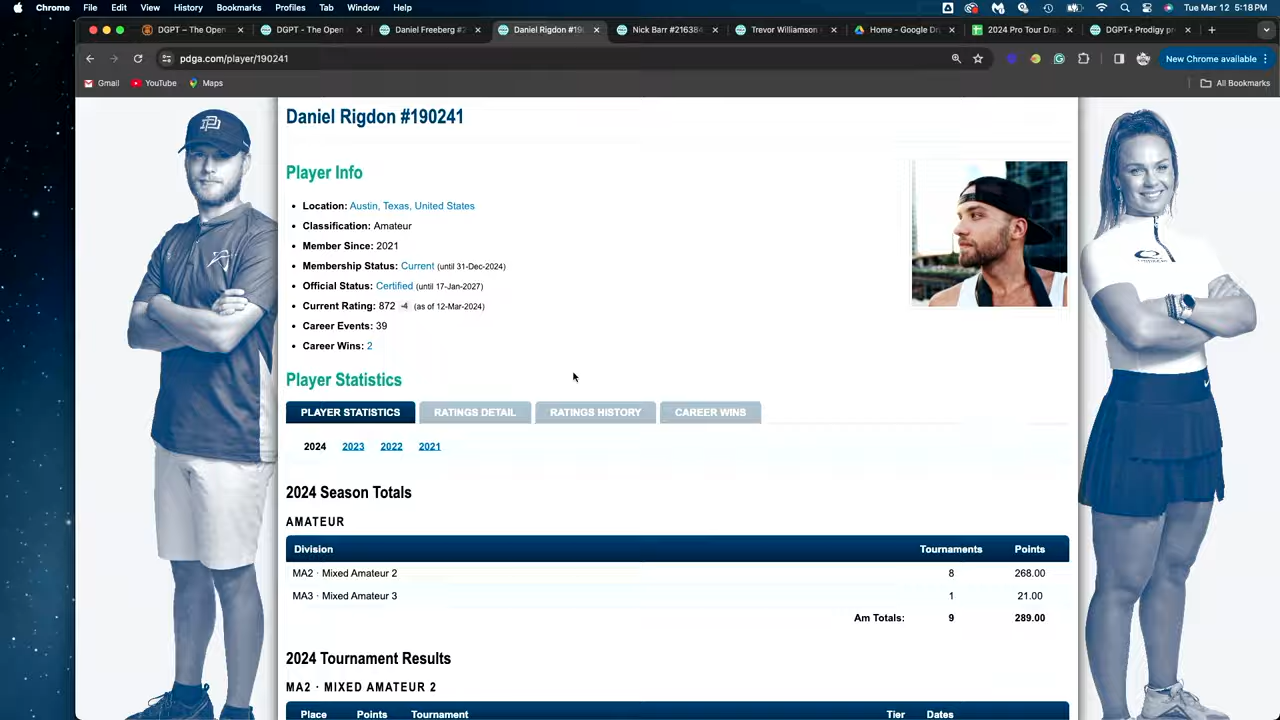 Chrome File Edit View History Bookmarks Profiles Tab Window Help Tue Mar 12 5:18 PM
DGPT – The Open DGPT - The Open Daniel Freeberg #2 Daniel Rigdon #190 Nick Barr #216384 Trevor Williamson Home - Google Dri 2024 Pro Tour Dra DGPT+ Prodigy pr
pdga.com/player/190241 New Chrome available
Gmail YouTube Maps All Bookmarks
Daniel Rigdon #190241
Player Info
Location: Austin, Texas, United States
Classification: Amateur
Member Since: 2021
Membership Status: Current (until 31-Dec-2024)
Official Status: Certified (until 17-Jan-2027)
Current Rating: 872 -4 (as of 12-Mar-2024)
Career Events: 39
Career Wins: 2
Player Statistics
PLAYER STATISTICS RATINGS DETAIL RATINGS HISTORY CAREER WINS
2024 2023 2022 2021
2024 Season Totals
AMATEUR
Division Tournaments Points
MA2 · Mixed Amateur 2 8 268.00
MA3 · Mixed Amateur 3 1 21.00
Am Totals: 9 289.00
2024 Tournament Results
MA2 · MIXED AMATEUR 2
Place Points Tournament Tier Dates